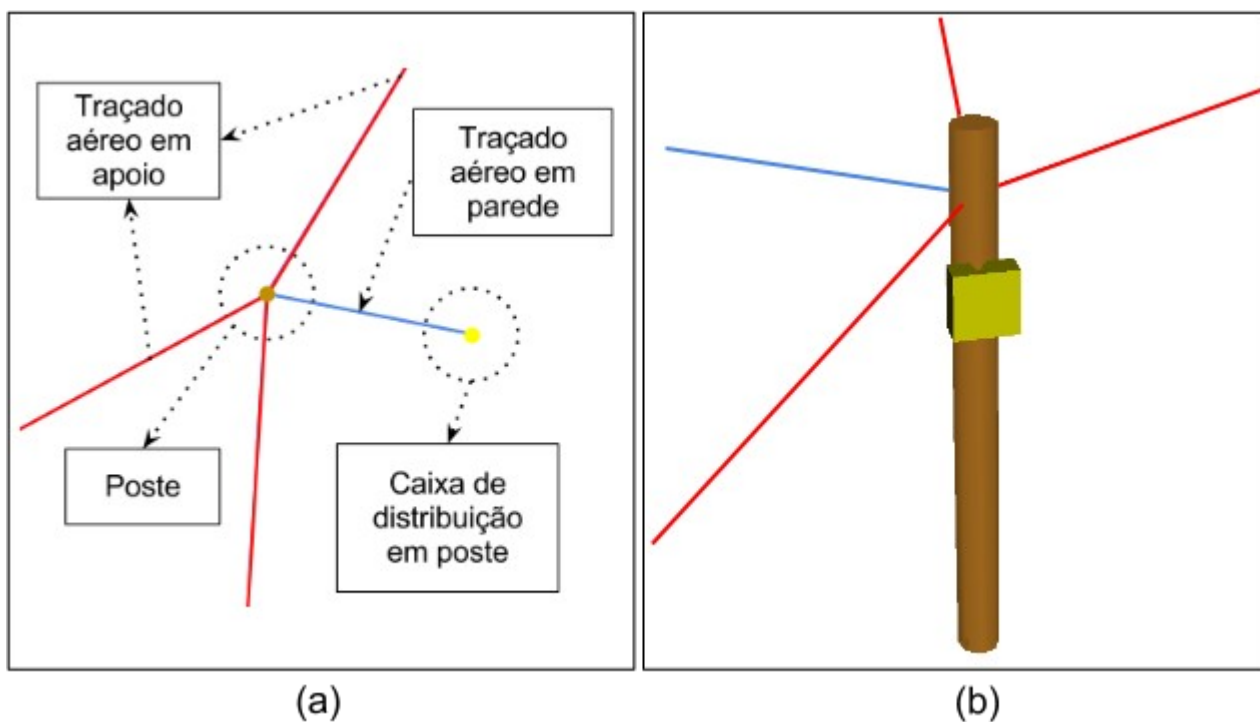 Traçado
aéreo em
apoio
Traçado
aéreo em
parede
Poste
Caixa de
distribuição
em poste
(a)
(b)